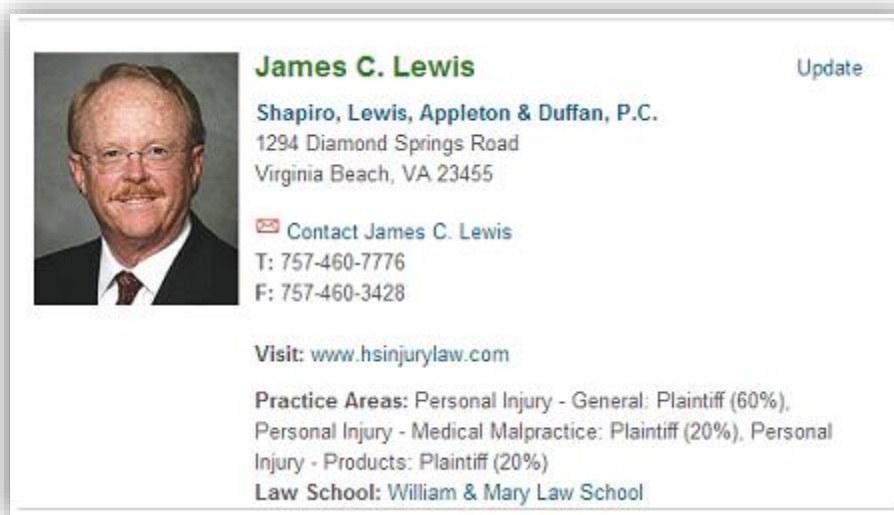 James C. Lewis
Update
Shapiro, Lewis, Appleton & Duffan, P.C.
1294 Diamond Springs Road
Virginia Beach, VA 23455
Contact James C. Lewis
T: 757-460-7776
F: 757-460-3428
Visit: www.hsinjurylaw.com
Practice Areas: Personal Injury - General: Plaintiff (60%),
Personal Injury - Medical Malpractice: Plaintiff (20%), Personal
Injury - Products: Plaintiff (20%)
Law School: William & Mary Law School